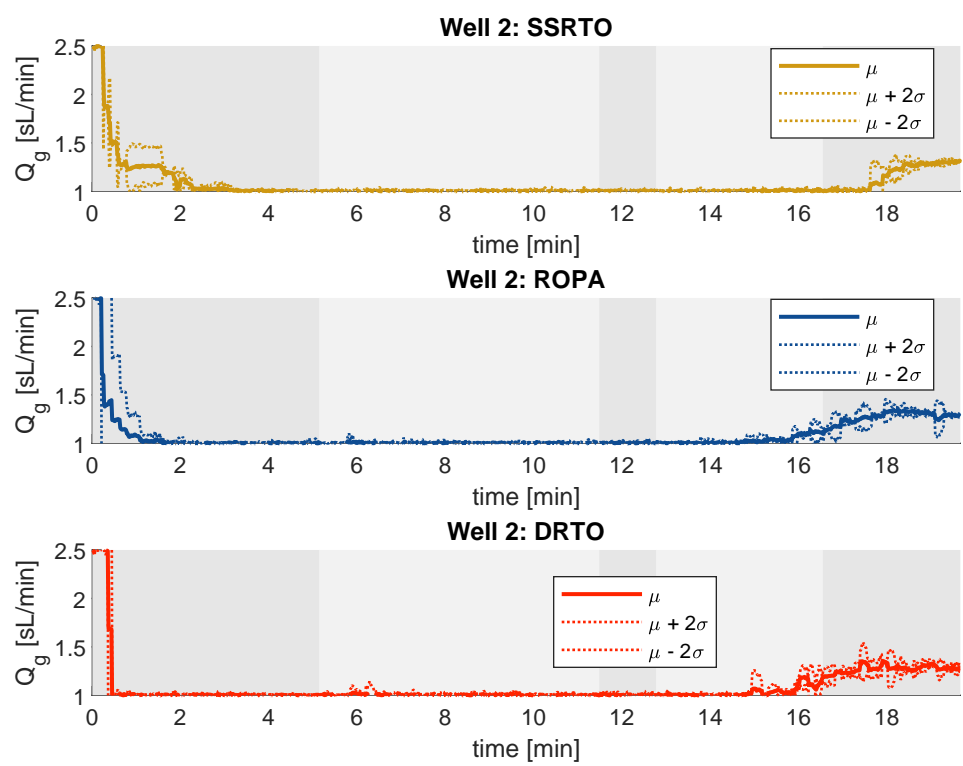 Well 2: SSRTO
Q_g [sL/min]
2.5
2
1.5
1
μ
μ + 2σ
μ - 2σ
0 2 4 6 8 10 12 14 16 18
time [min]
Well 2: ROPA
Q_g [sL/min]
2.5
2
1.5
1
μ
μ + 2σ
μ - 2σ
0 2 4 6 8 10 12 14 16 18
time [min]
Well 2: DRTO
Q_g [sL/min]
2.5
2
1.5
1
μ
μ + 2σ
μ - 2σ
0 2 4 6 8 10 12 14 16 18
time [min]